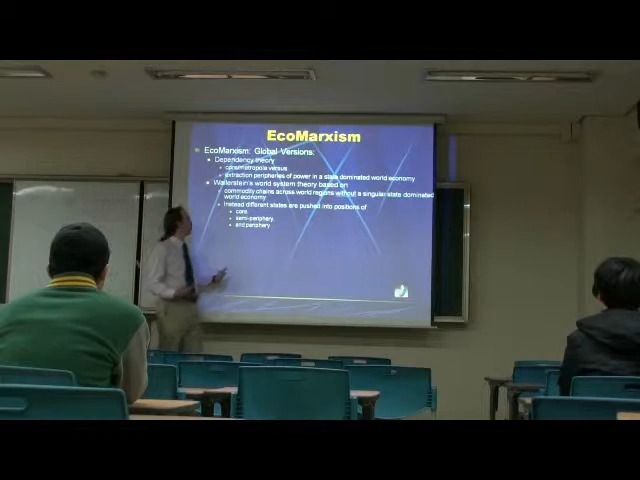 EcoMarxism
EcoMarxism: Global Versions:
Dependency theory
core/metropole versus
extraction peripheries of power in a state dominated world economy
Wallerstein's world system theory based on
commodity chains across world regions without a singular state dominated
world economy
Instead different states are pushed into positions of
core,
semi-periphery,
and periphery